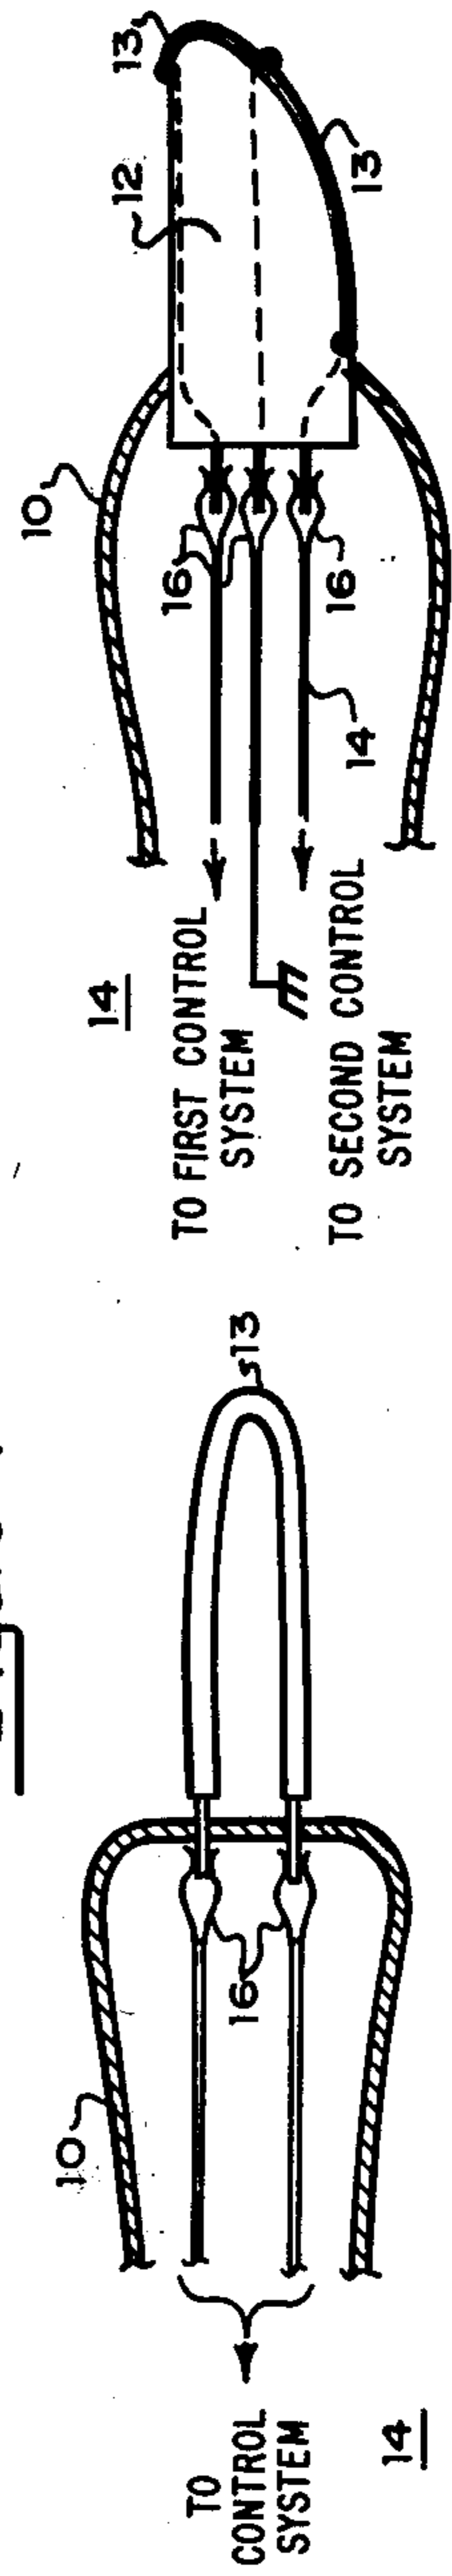 10
13
12
16
16
13
14
14
TO FIRST CONTROL
SYSTEM
TO SECOND CONTROL
SYSTEM
13
10
16
TO
CONTROL
SYSTEM
14